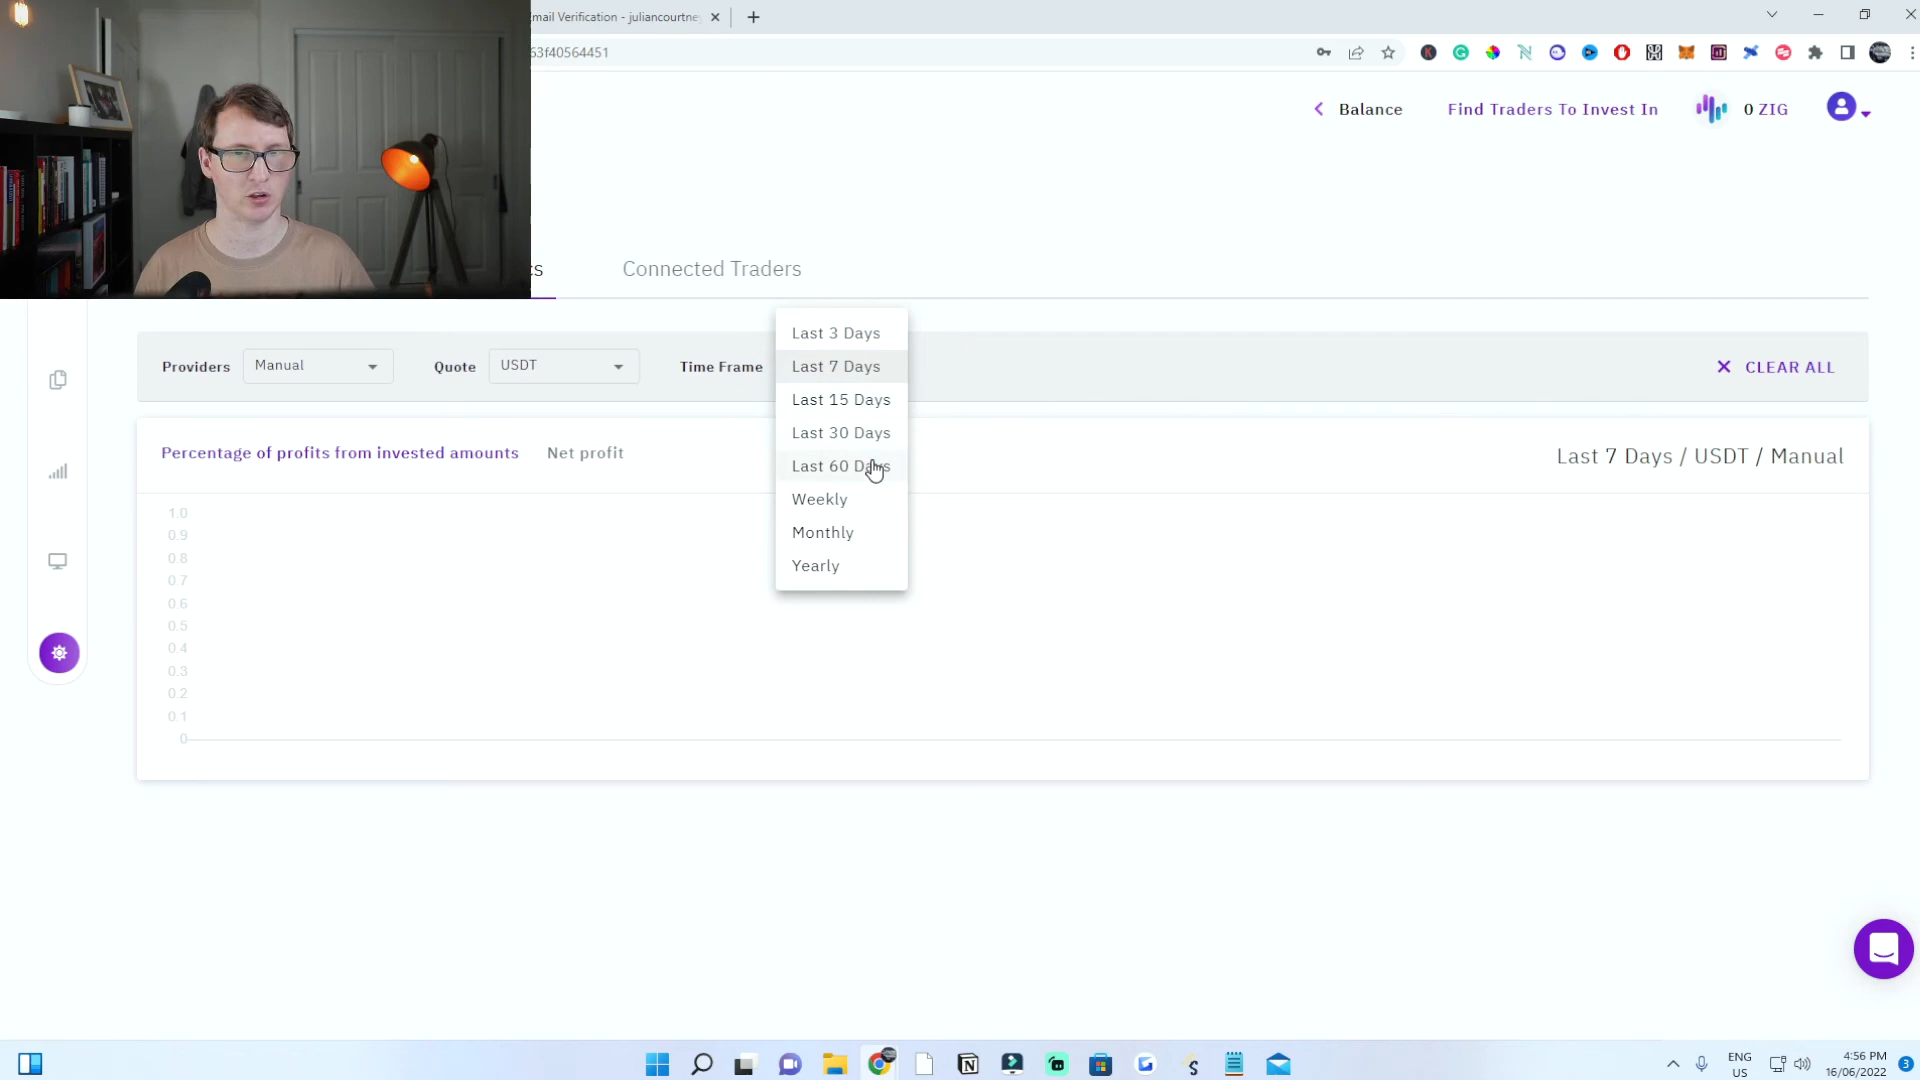 mail Verification - juliancourtne
63f40564451
Balance
Find Traders To Invest In
0 ZIG
cs
Connected Traders
Providers
Manual
Quote
USDT
Time Frame
Last 3 Days
Last 7 Days
Last 15 Days
Last 30 Days
Last 60 Days
Weekly
Monthly
Yearly
CLEAR ALL
Percentage of profits from invested amounts
Net profit
Last 7 Days / USDT / Manual
1.0
0.9
0.8
0.7
0.6
0.5
0.4
0.3
0.2
0.1
0
ENG
US
4:56 PM
16/06/2022
3